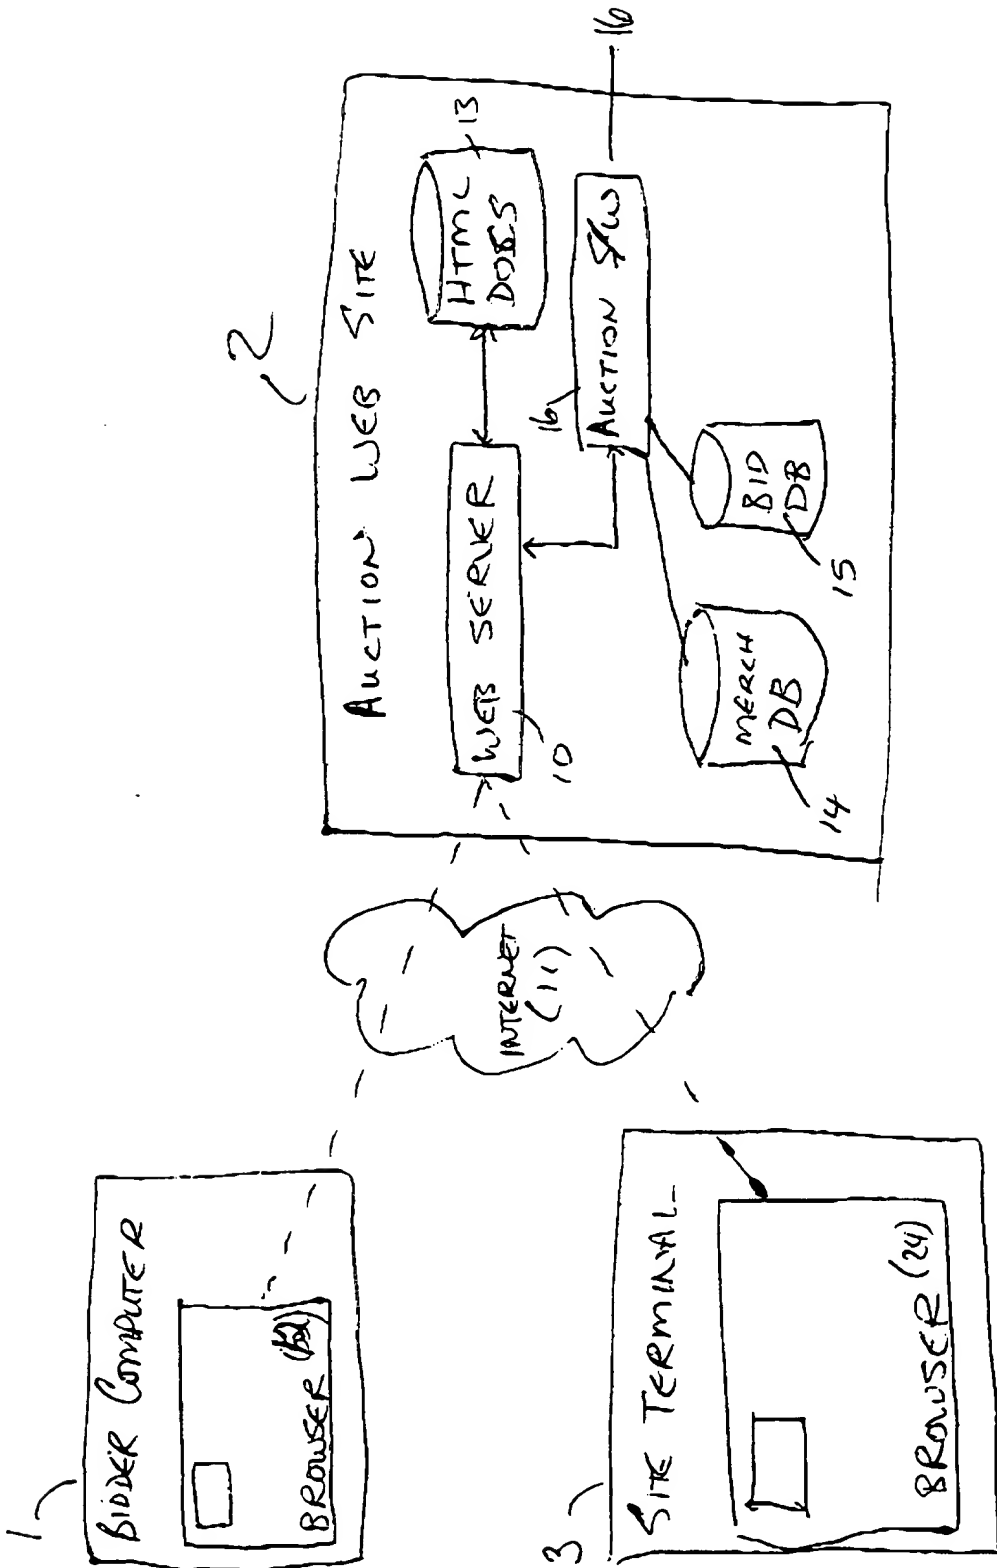 1
BIDDER COMPUTER
BROWSER
3
SITE TERMINAL
BROWSER (24)
INTERNET
(11)
2
AUCTION WEB SITE
WEB SERVER
10
HTML
DOCS
13
16
AUCTION S/W
16
MERCH
DB
14
BID
DB
15